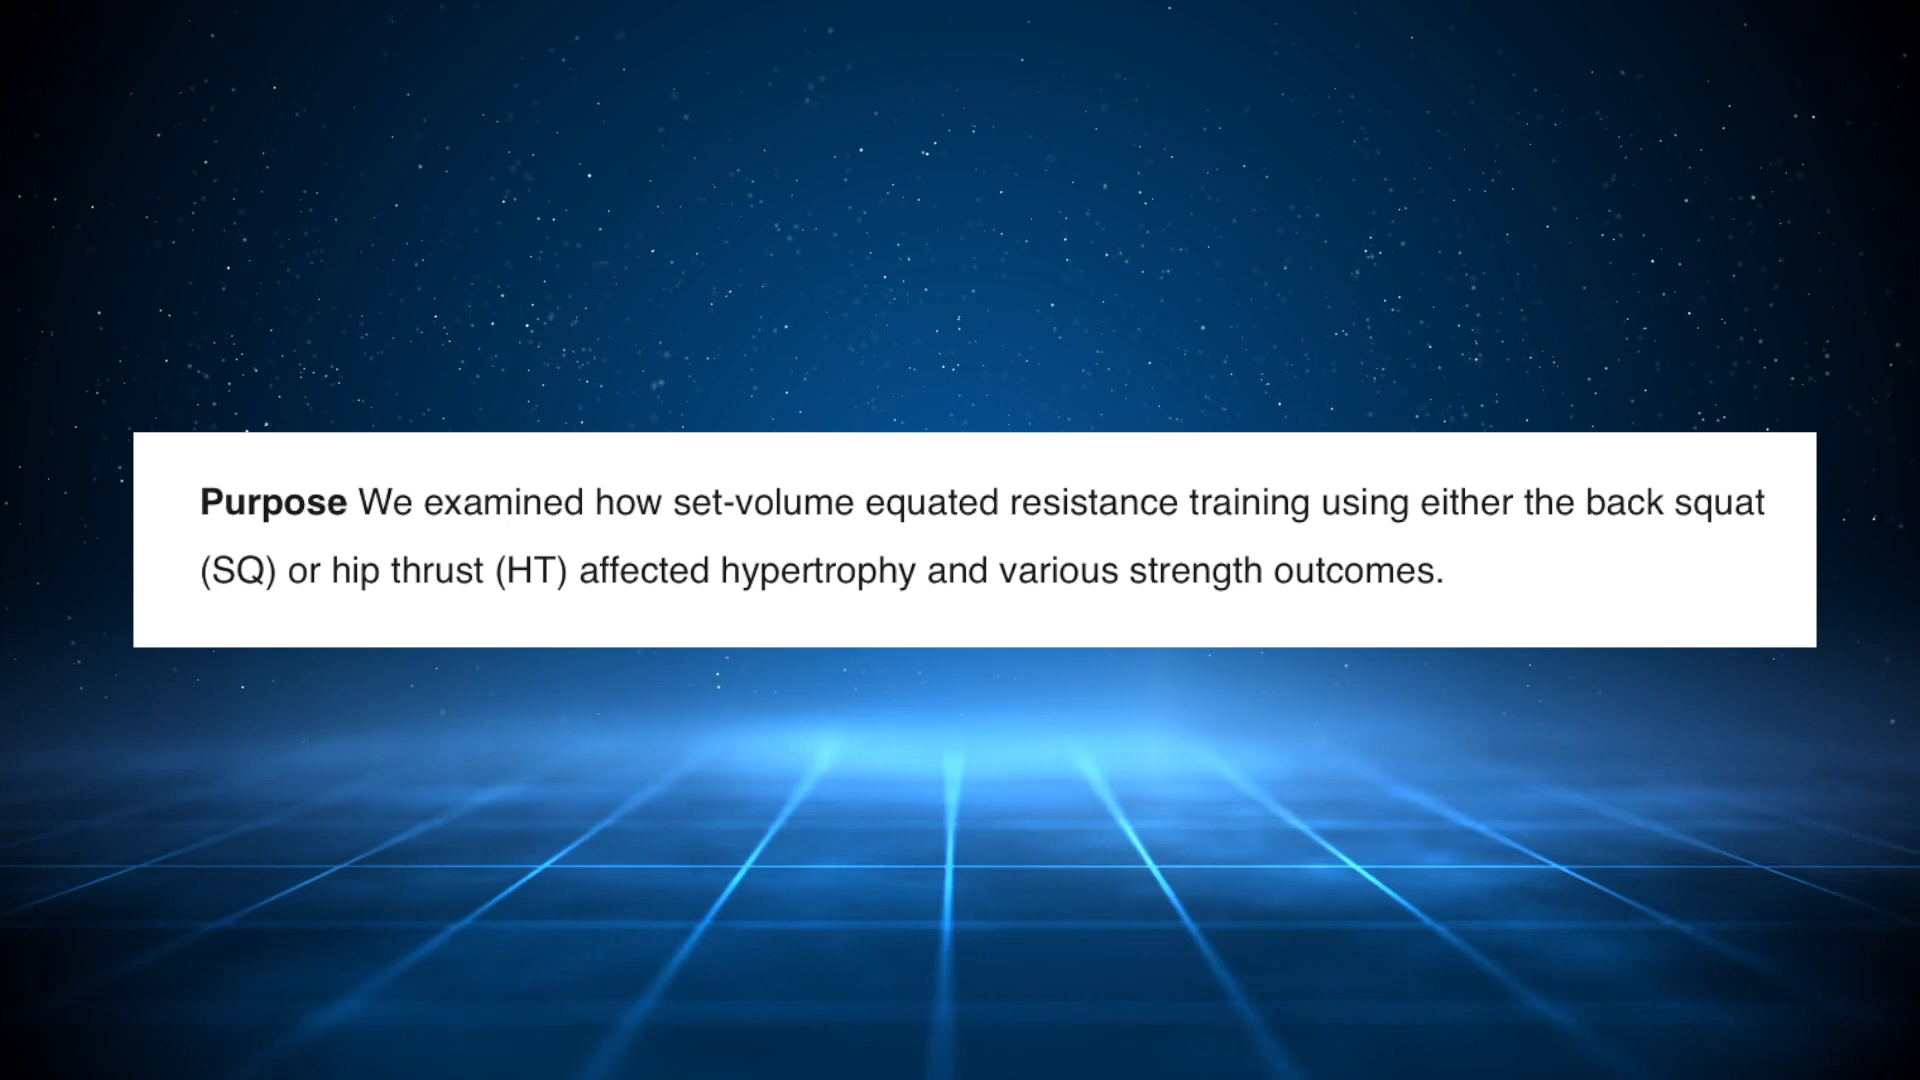 Purpose We examined how set-volume equated resistance training using either the back squat
(SQ) or hip thrust (HT) affected hypertrophy and various strength outcomes.